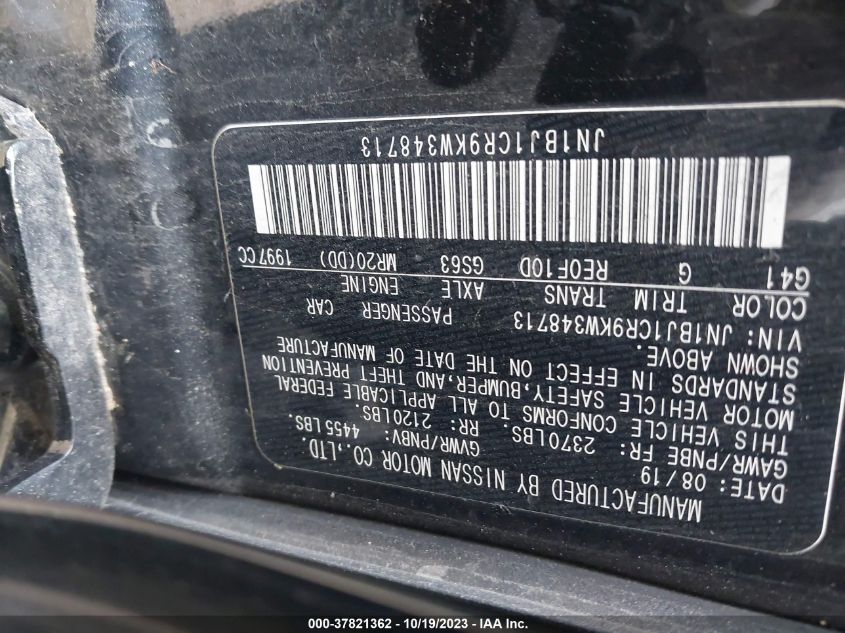 MANUFACTURED BY NISSAN MOTOR CO.,LTD.
DATE: 08/19 GVWR/PNBV: 4455 LBS.
GAWR/PNBE FR: 2370LBS. RR: 2120LBS.
THIS VEHICLE CONFORMS TO ALL APPLICABLE FEDERAL
MOTOR VEHICLE SAFETY,BUMPER,AND THEFT PREVENTION
STANDARDS IN EFFECT ON THE DATE OF MANUFACTURE
SHOWN ABOVE.
VIN: JN1BJ1CR9KW348713 PASSENGER CAR
COLOR TRIM TRANS AXLE ENGINE
G41 G RE0F10D GS63 MR20(DD) 1997CC
JN1BJ1CR9KW348713
000-37821362 | 10/19/2023 - IAA Inc.